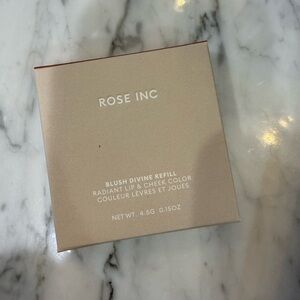 ROSE INC
BLUSH DIVINE REFILL
RADIANT LIP & CHEEK COLOR
COULEUR LÈVRES ET JOUES
NET WT. 4.5G 0.15OZ